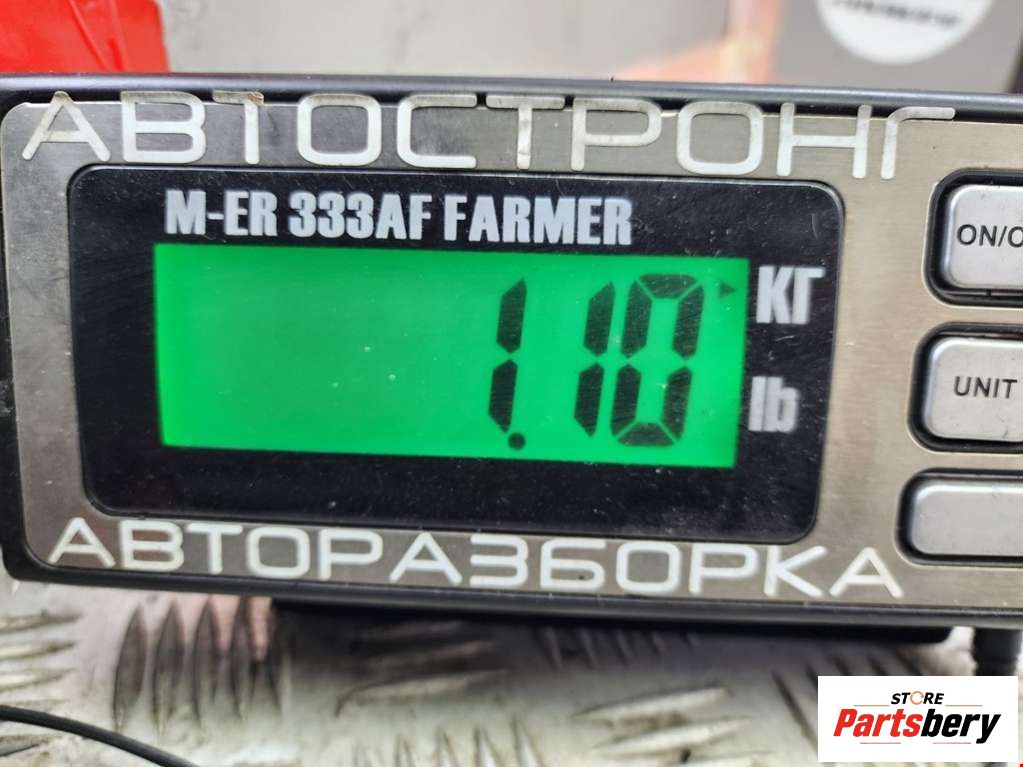 АВТОСТРОНГ
M-ER 333AF FARMER
1.10
КГ
lb
ON/O
UNIT
АВТОРАЗБОРКА
STORE
Partsbery